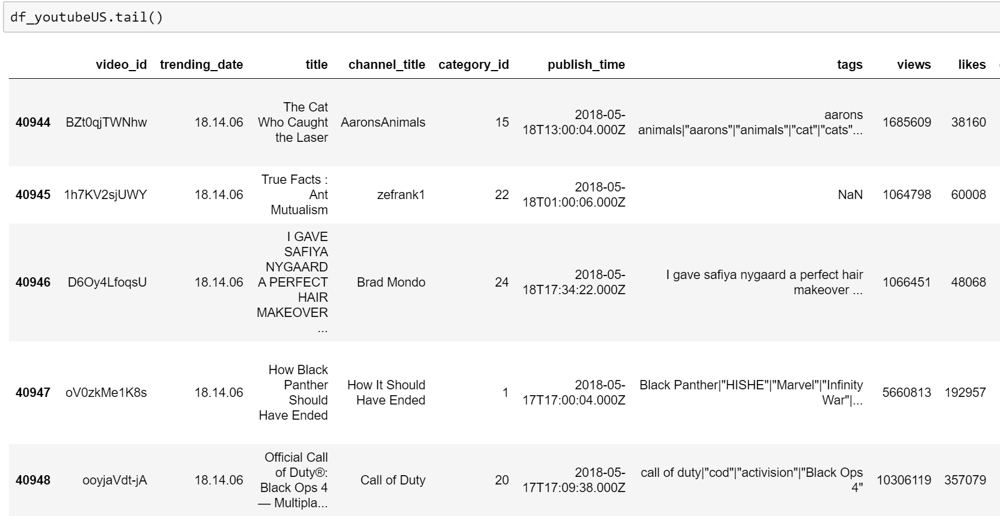 df_youtubeUS.tail()
video_id trending_date title channel_title category_id publish_time tags views likes
40944 BZt0qjTWNhw 18.14.06 The Cat Who Caught the Laser AaronsAnimals 15 2018-05-18T13:00:04.000Z aarons animals|"aarons"|"animals"|"cat"|"cats"... 1685609 38160
40945 1h7KV2sjUWY 18.14.06 True Facts : Ant Mutualism zefrank1 22 2018-05-18T01:00:06.000Z NaN 1064798 60008
40946 D6Oy4LfoqsU 18.14.06 I GAVE SAFIYA NYGAARD A PERFECT HAIR MAKEOVER ... Brad Mondo 24 2018-05-18T17:34:22.000Z I gave safiya nygaard a perfect hair makeover ... 1066451 48068
40947 oV0zkMe1K8s 18.14.06 How Black Panther Should Have Ended How It Should Have Ended 1 2018-05-17T17:00:04.000Z Black Panther|"HISHE"|"Marvel"|"Infinity War"|... 5660813 192957
40948 ooyjaVdt-jA 18.14.06 Official Call of Duty®: Black Ops 4 — Multipla... Call of Duty 20 2018-05-17T17:09:38.000Z call of duty|"cod"|"activision"|"Black Ops 4" 10306119 357079